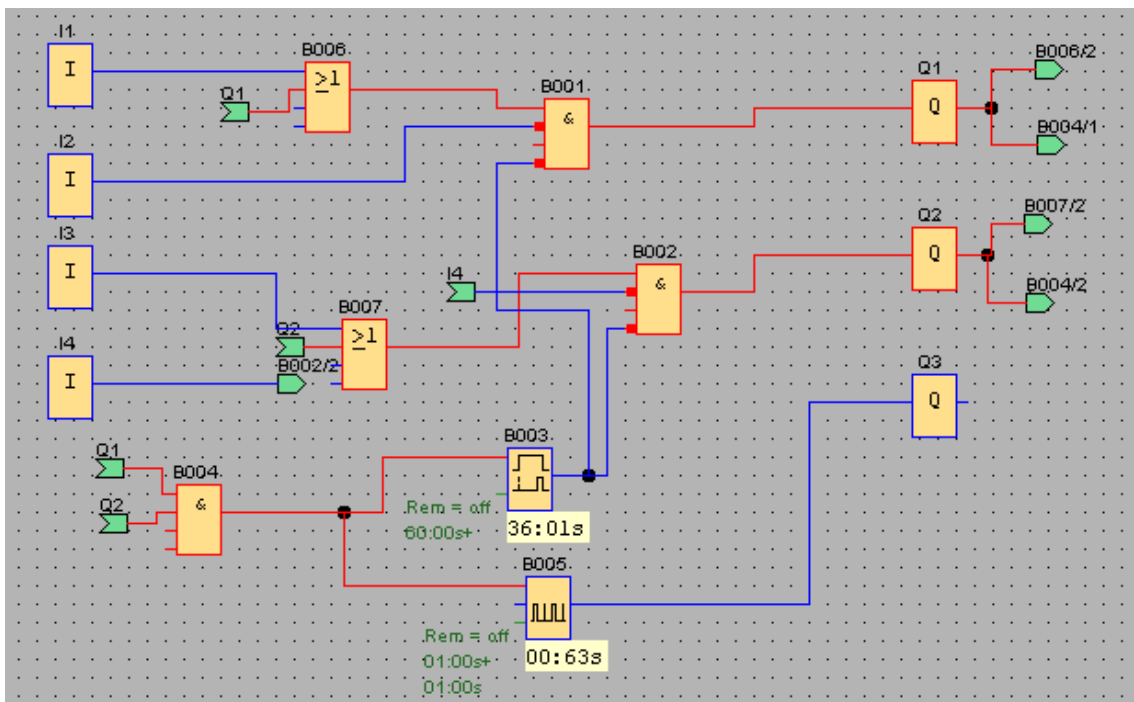 I1
I
B006
≥1
Q1
B001
&
Q1
Q
B006/2
B004/1
I2
I
I3
I
I4
B002
&
Q2
Q
B007/2
B004/2
B007
≥1
Q2
B002/2
I4
I
Q3
Q
Q1
B004
&
Q2
B003
Rem = off
60:00s+
36:01s
B005
Rem = off
01:00s+
01:00s
00:63s